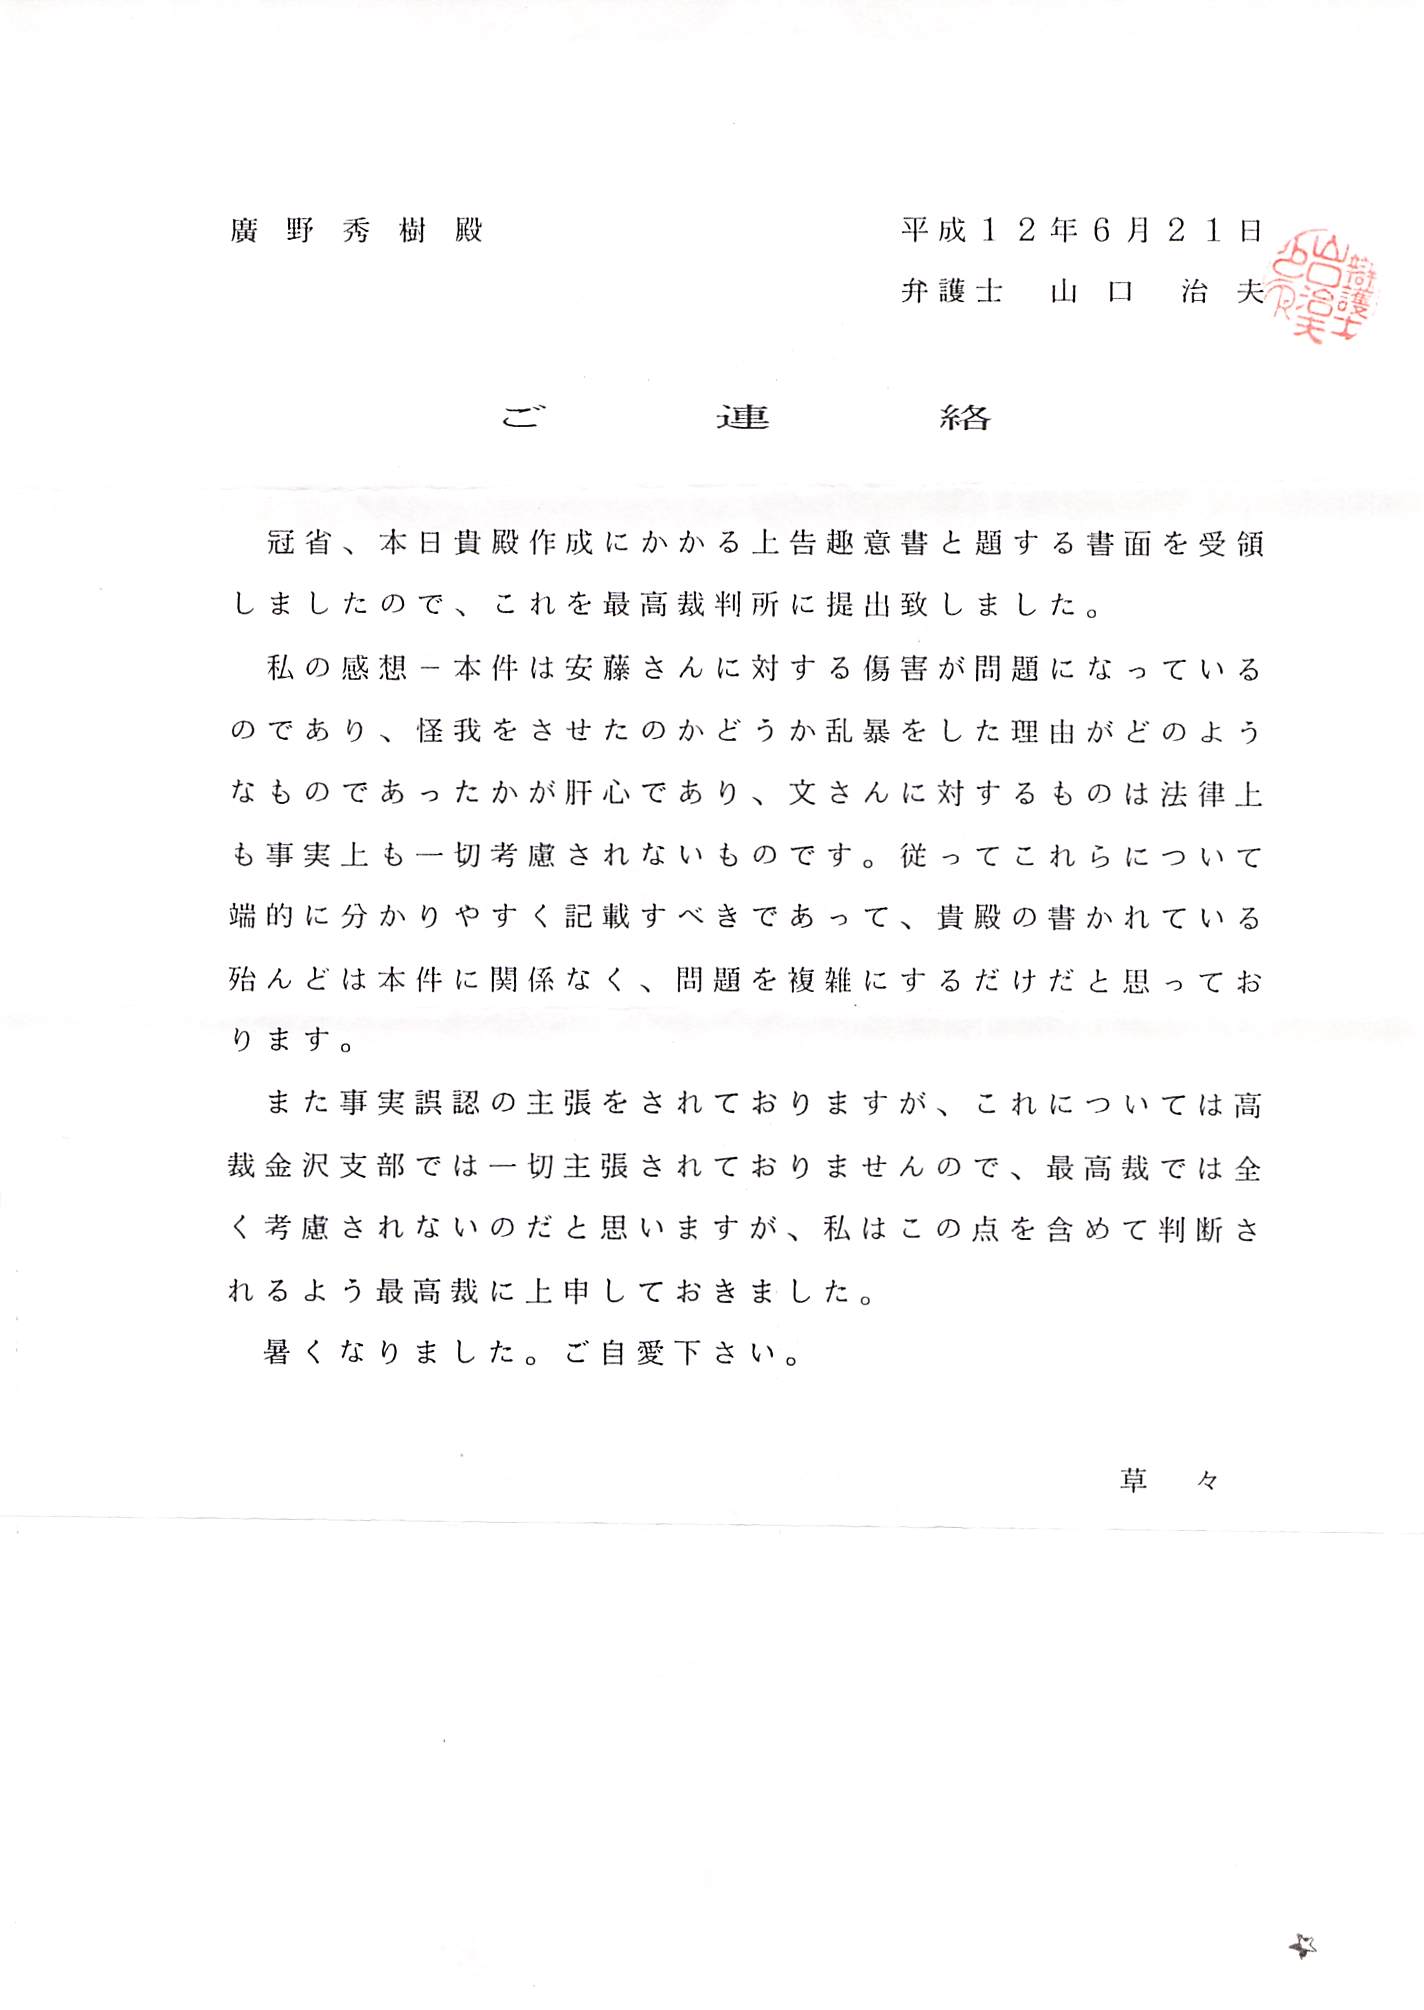 廣野秀樹殿
平成１２年６月２１日
弁護士 山口 治夫
ご連絡
冠省、本日貴殿作成にかかる上告趣意書と題する書面を受領
しましたので、これを最高裁判所に提出致しました。
私の感想－本件は安藤さんに対する傷害が問題になっている
のであり、怪我をさせたのかどうか乱暴をした理由がどのよう
なものであったかが肝心であり、文さんに対するものは法律上
も事実上も一切考慮されないものです。従ってこれらについて
端的に分かりやすく記載すべきであって、貴殿の書かれている
殆んどは本件に関係なく、問題を複雑にするだけだと思ってお
ります。
また事実誤認の主張をされておりますが、これについては高
裁金沢支部では一切主張されておりませんので、最高裁では全
く考慮されないのだと思いますが、私はこの点を含めて判断さ
れるよう最高裁に上申しておきました。
暑くなりました。ご自愛下さい。
草々